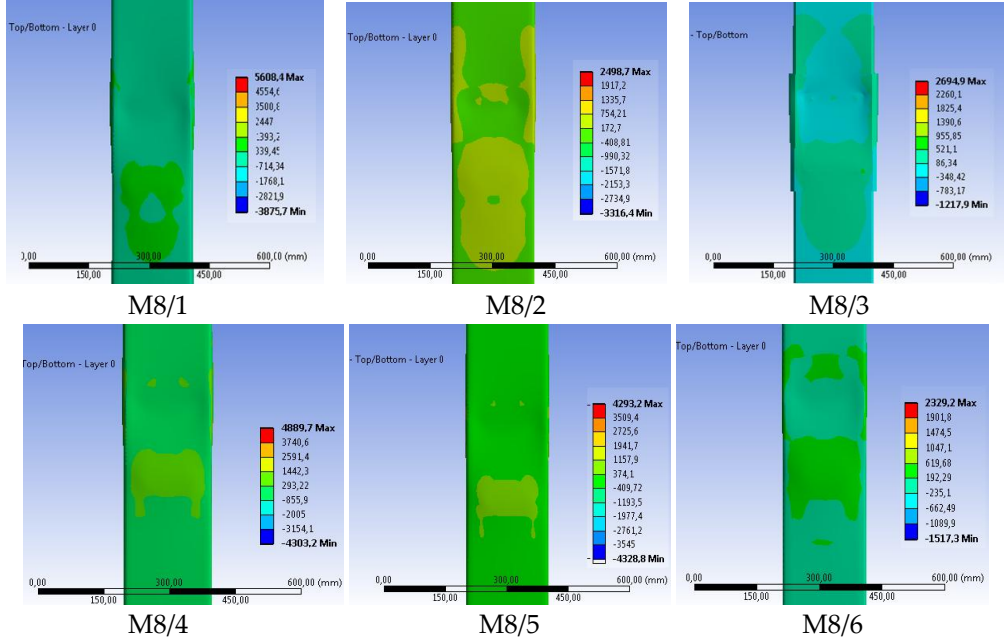 Top/Bottom - Layer 0
5608,4 Max
4554,6
3500,8
2447
1393,2
339,45
-714,34
-1768,1
-2821,9
-3875,7 Min
0,00
300,00
600,00 (mm)
150,00
450,00
M8/1
Top/Bottom - Layer 0
2498,7 Max
1917,2
1335,7
754,21
172,7
-408,81
-990,32
-1571,8
-2153,3
-2734,9
-3316,4 Min
0,00
300,00
600,00 (mm)
150,00
450,00
M8/2
- Top/Bottom
2694,9 Max
2260,1
1825,4
1390,6
955,85
521,1
86,34
-348,42
-783,17
-1217,9 Min
0,00
300,00
600,00 (mm)
150,00
450,00
M8/3
Top/Bottom - Layer 0
4889,7 Max
3740,6
2591,4
1442,3
293,22
-855,9
-2005
-3154,1
-4303,2 Min
0,00
300,00
600,00 (mm)
150,00
450,00
M8/4
- Top/Bottom - Layer 0
4293,2 Max
3509,4
2725,6
1941,7
1157,9
374,1
-409,72
-1193,5
-1977,4
-2761,2
-3545
-4328,8 Min
0,00
300,00
600,00 (mm)
150,00
450,00
M8/5
Top/Bottom - Layer 0
2329,2 Max
1901,8
1474,5
1047,1
619,68
192,29
-235,1
-662,49
-1089,9
-1517,3 Min
0,00
300,00
600,00 (mm)
150,00
450,00
M8/6